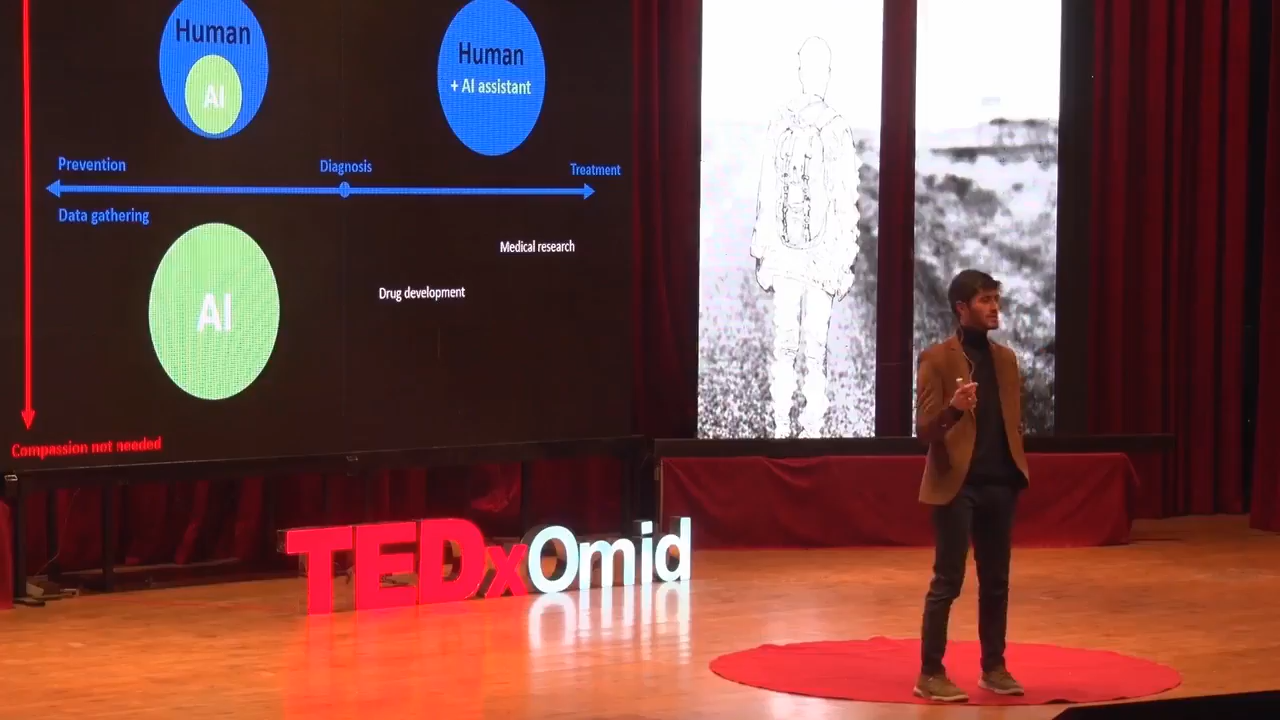 Human
AI
Human
+ AI assistant
Prevention
Diagnosis
Treatment
Data gathering
AI
Medical research
Drug development
Compassion not needed
TEDxOmid